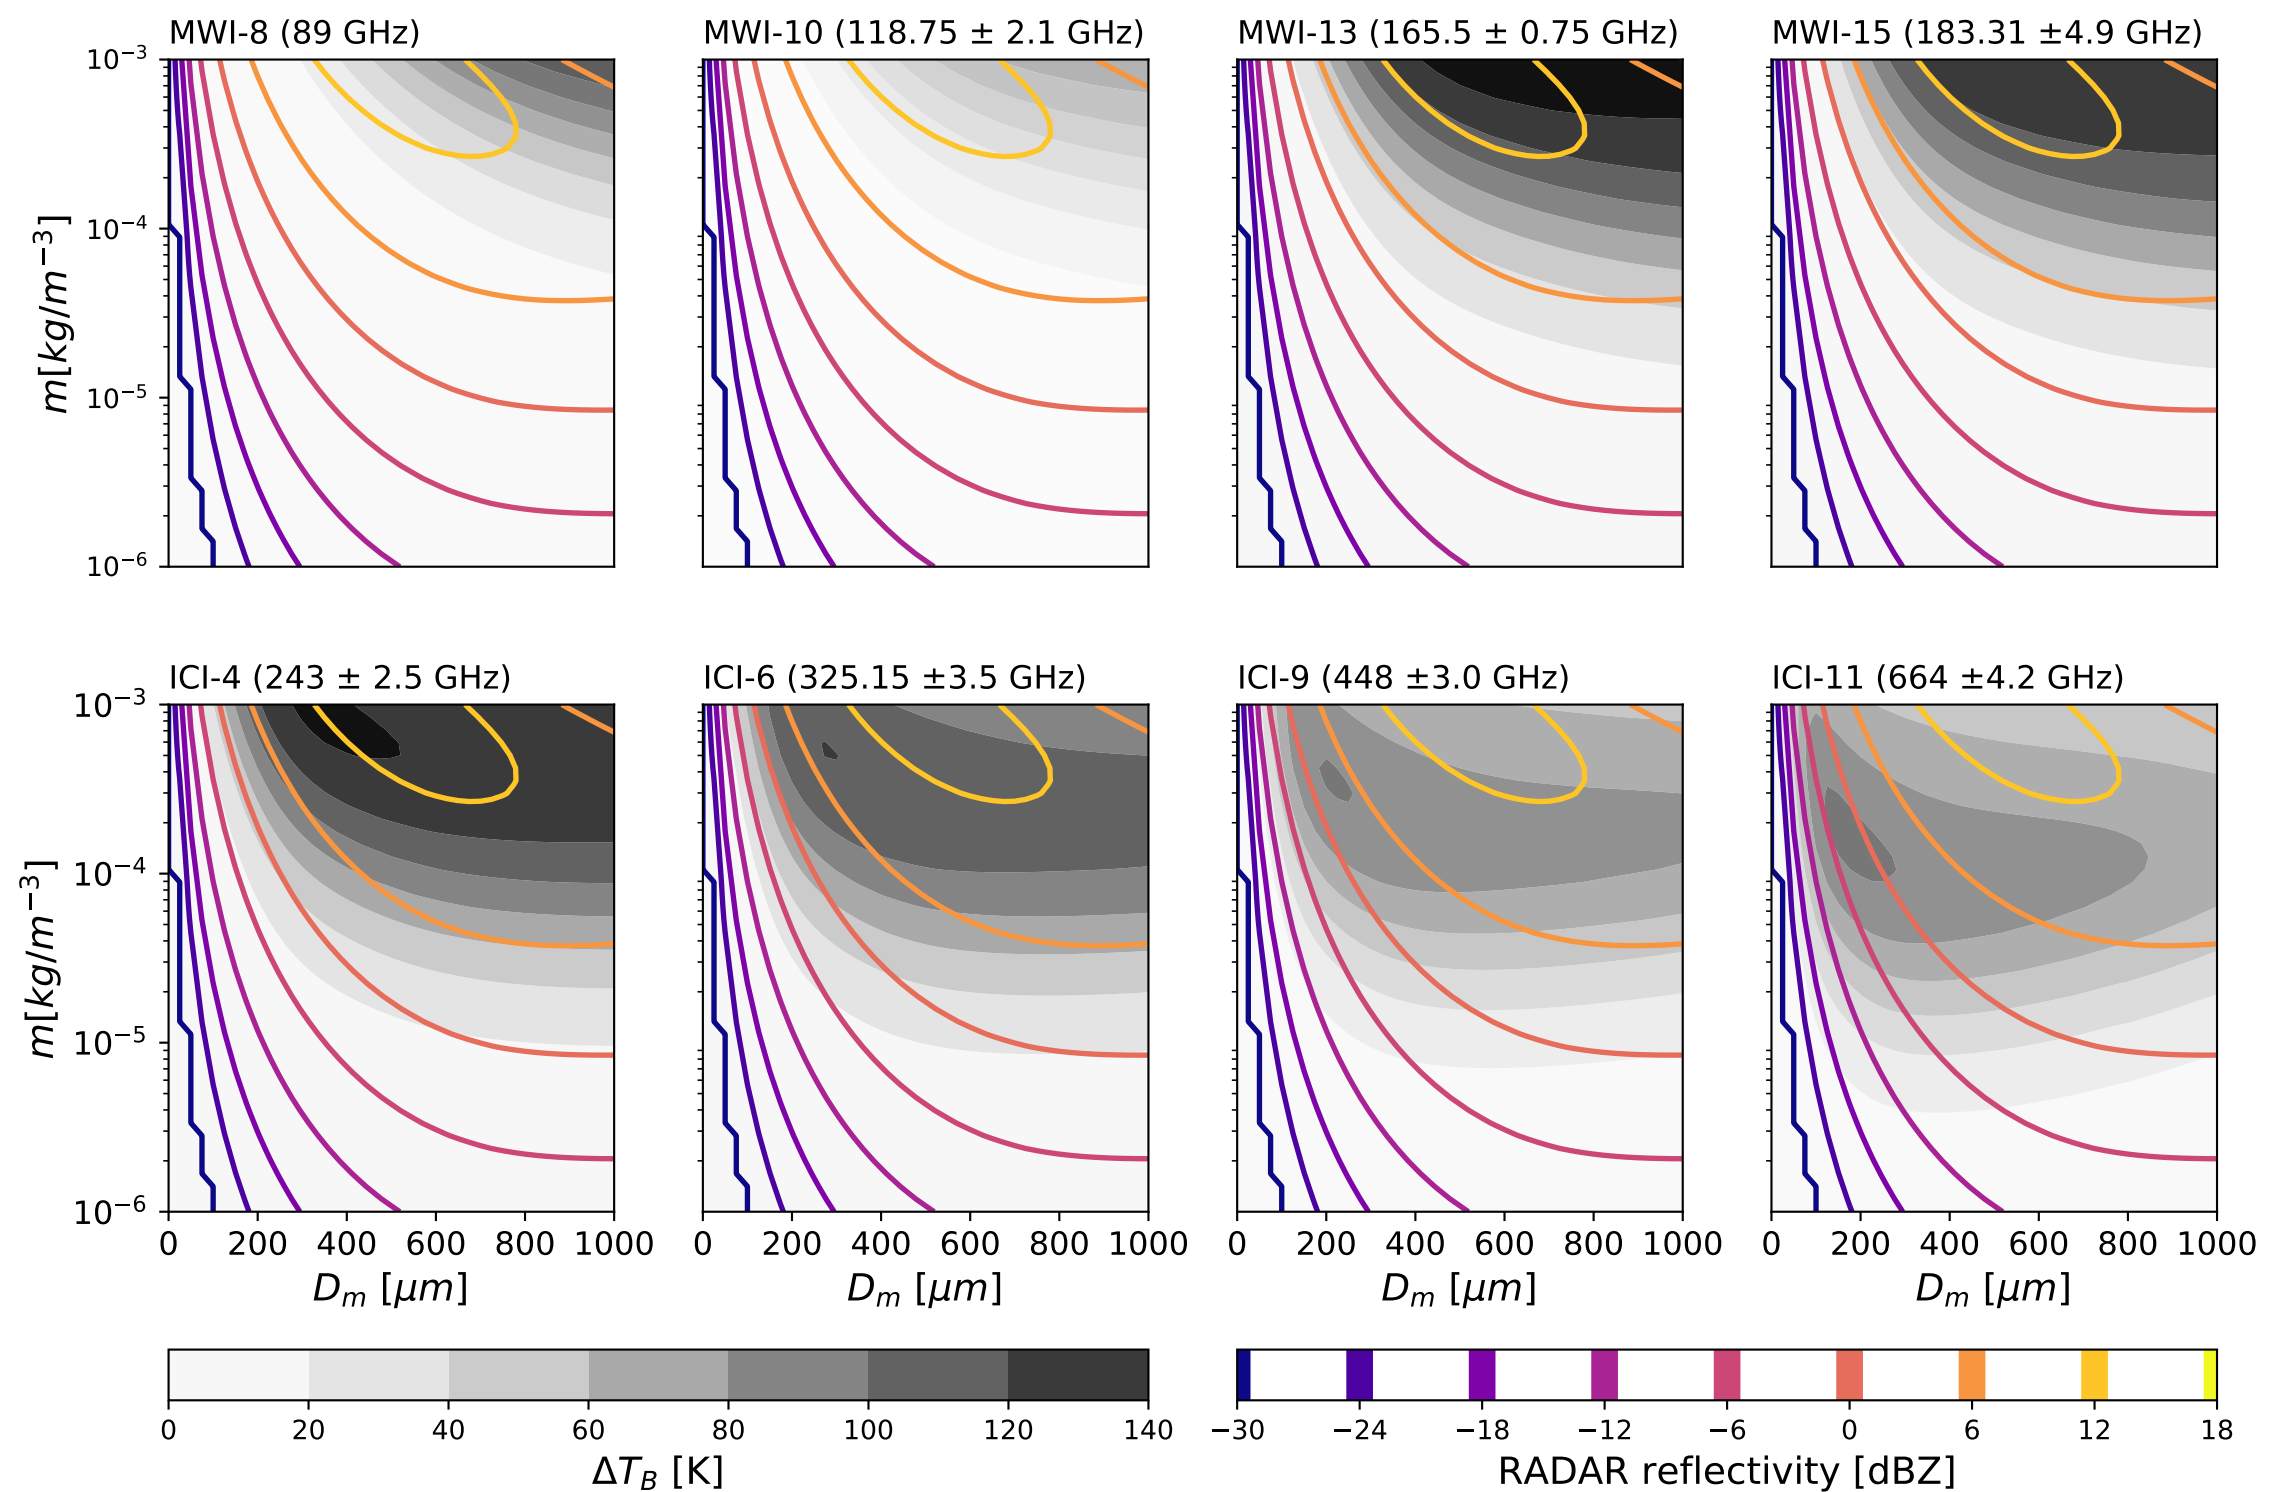 MWI-8 (89 GHz)
MWI-10 (118.75 ± 2.1 GHz)
MWI-13 (165.5 ± 0.75 GHz)
MWI-15 (183.31 ±4.9 GHz)
10⁻³
10⁻⁴
10⁻⁵
10⁻⁶
m[kg/m⁻³]
ICI-4 (243 ± 2.5 GHz)
ICI-6 (325.15 ±3.5 GHz)
ICI-9 (448 ±3.0 GHz)
ICI-11 (664 ±4.2 GHz)
10⁻³
10⁻⁴
10⁻⁵
10⁻⁶
m[kg/m⁻³]
0 200 400 600 800 1000
0 200 400 600 800 1000
0 200 400 600 800 1000
0 200 400 600 800 1000
Dₘ [μm]
Dₘ [μm]
Dₘ [μm]
Dₘ [μm]
0 20 40 60 80 100 120 140
ΔT_B [K]
−30 −24 −18 −12 −6 0 6 12 18
RADAR reflectivity [dBZ]